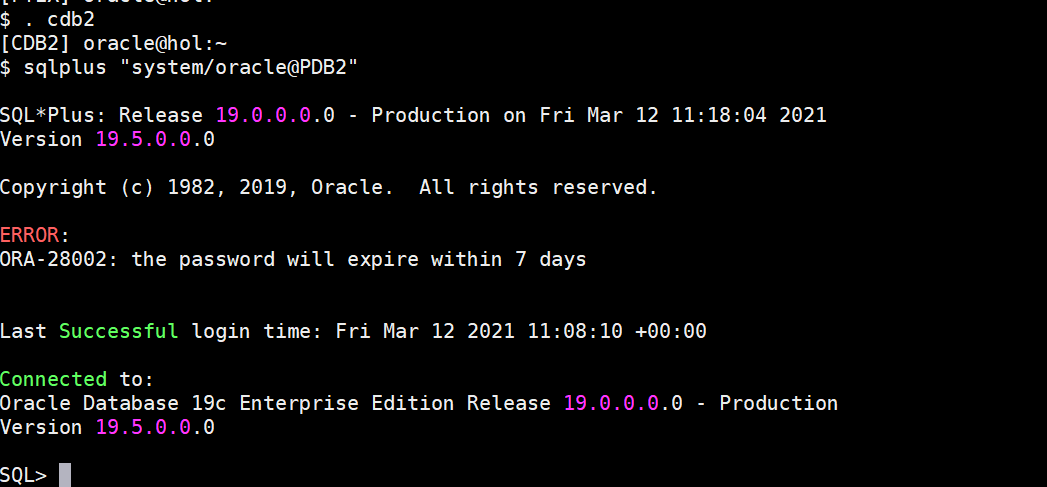 $ . cdb2
[CDB2] oracle@hol:~
$ sqlplus "system/oracle@PDB2"
SQL*Plus: Release 19.0.0.0.0 - Production on Fri Mar 12 11:18:04 2021
Version 19.5.0.0.0
Copyright (c) 1982, 2019, Oracle.  All rights reserved.
ERROR:
ORA-28002: the password will expire within 7 days
Last Successful login time: Fri Mar 12 2021 11:08:10 +00:00
Connected to:
Oracle Database 19c Enterprise Edition Release 19.0.0.0.0 - Production
Version 19.5.0.0.0
SQL>